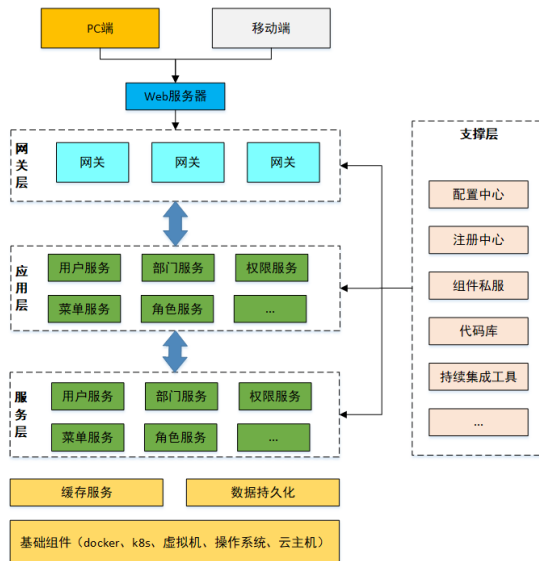 PC端
移动端
Web服务器
网关层
网关
网关
网关
应用层
用户服务
部门服务
权限服务
菜单服务
角色服务
...
服务层
用户服务
部门服务
权限服务
菜单服务
角色服务
...
支撑层
配置中心
注册中心
组件私服
代码库
持续集成工具
...
缓存服务
数据持久化
基础组件（docker、k8s、虚拟机、操作系统、云主机）